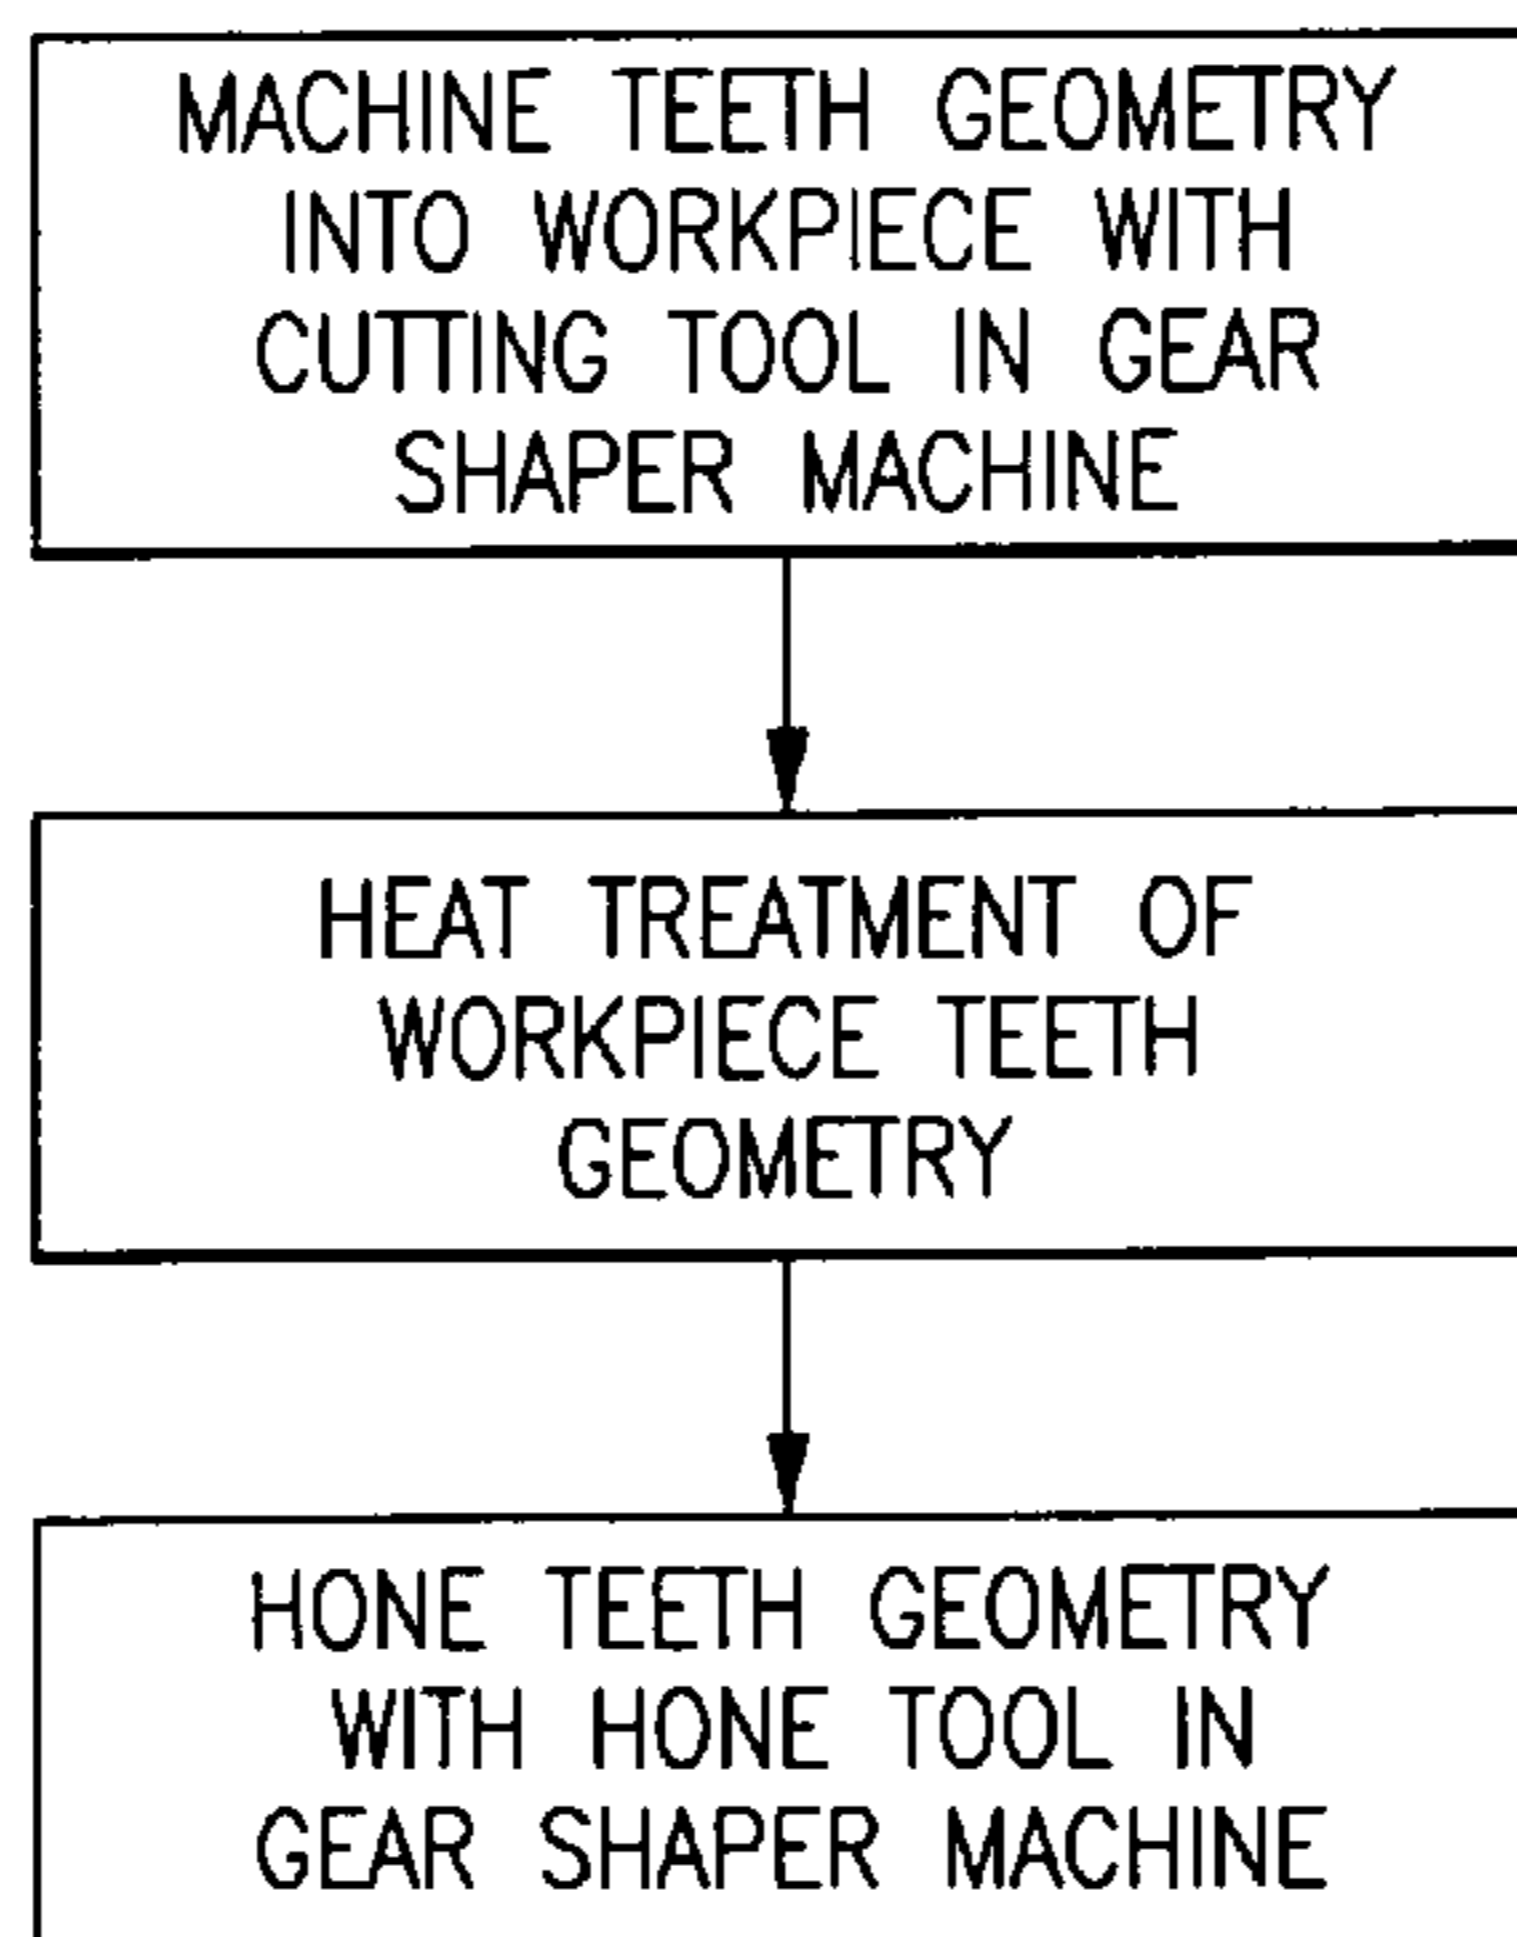 MACHINE TEETH GEOMETRY
INTO WORKPIECE WITH
CUTTING TOOL IN GEAR
SHAPER MACHINE
HEAT TREATMENT OF
WORKPIECE TEETH
GEOMETRY
HONE TEETH GEOMETRY
WITH HONE TOOL IN
GEAR SHAPER MACHINE